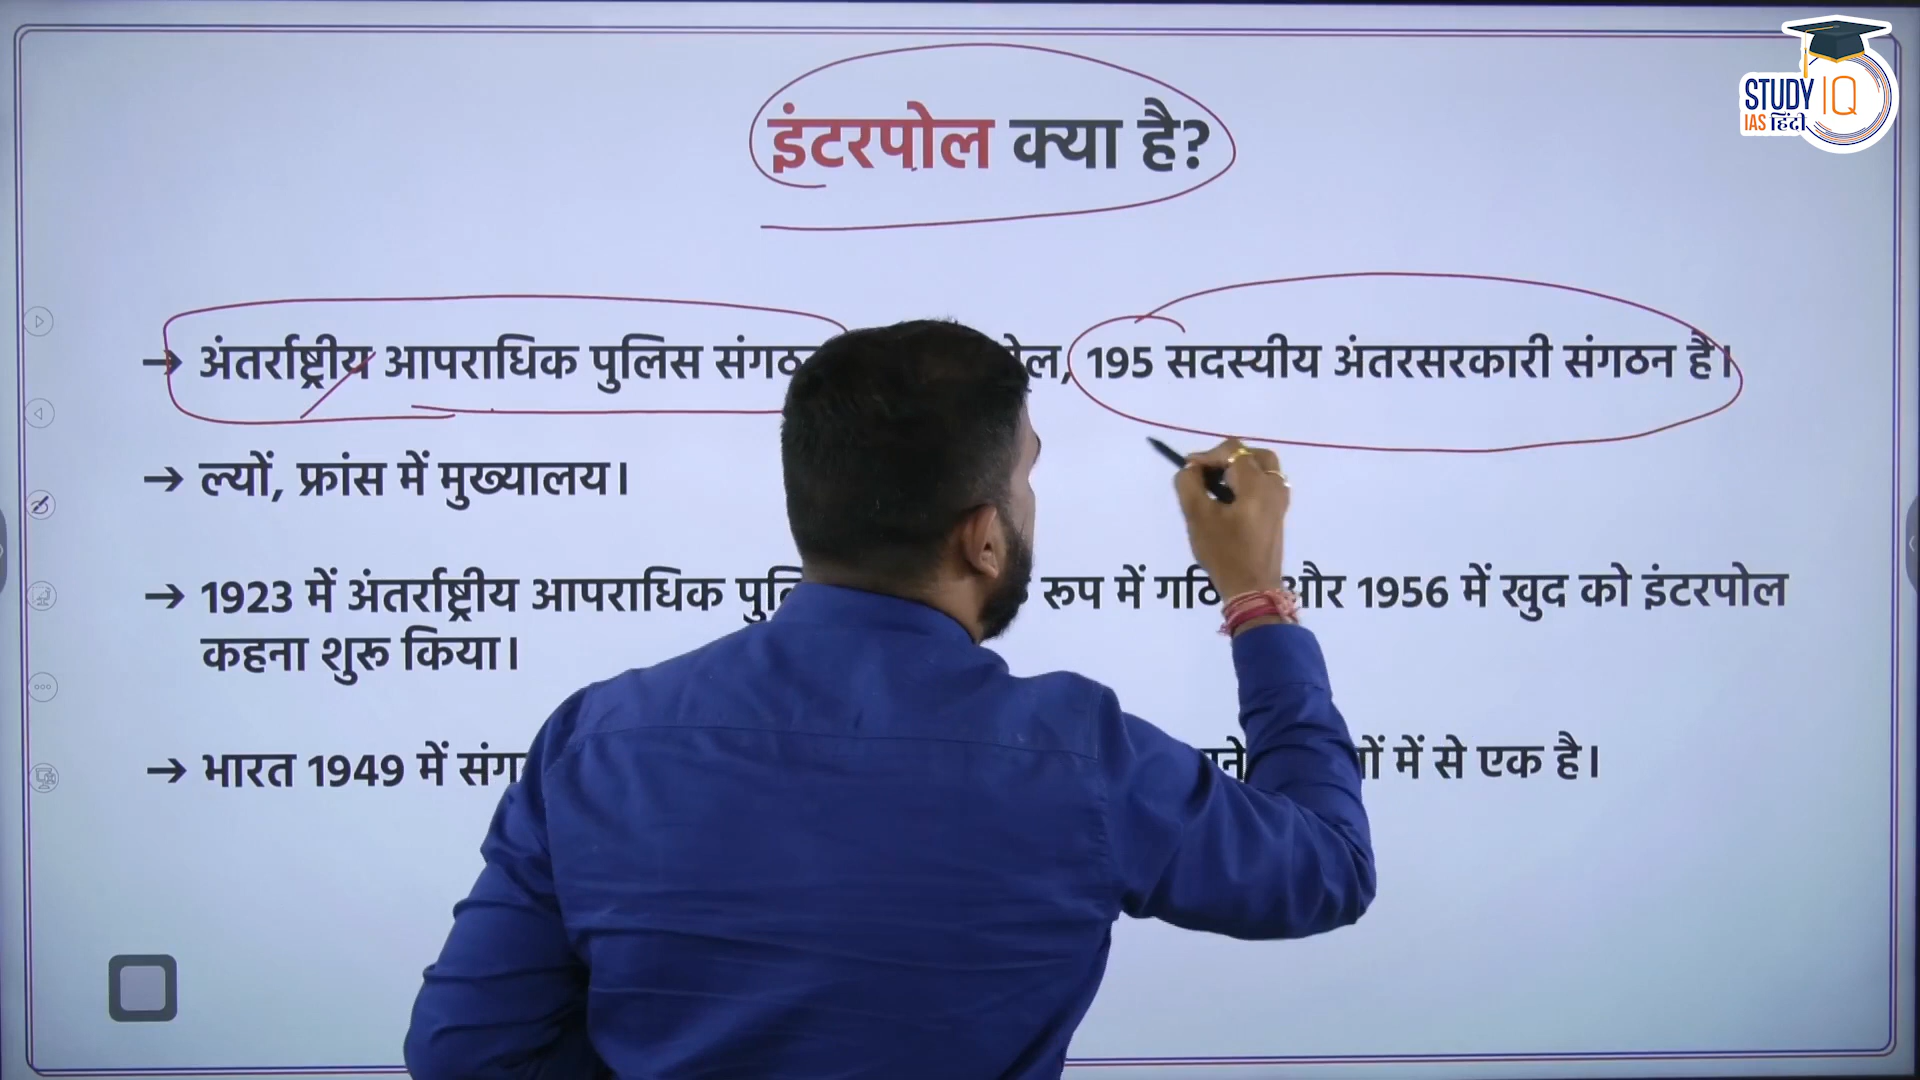 STUDY IQ
IAS हिंदी
इंटरपोल क्या है?
→ अंतर्राष्ट्रीय आपराधिक पुलिस 195 सदस्यीय अंतरसरकारी संगठन है।
→ ल्यों, फ्रांस में मुख्यालय।
→ 1923 में अंतर्राष्ट्रीय आपराधिक रूप में और 1956 में खुद को इंटरपोल
कहना शुरू किया।
→ भारत 1949 में में से एक है।